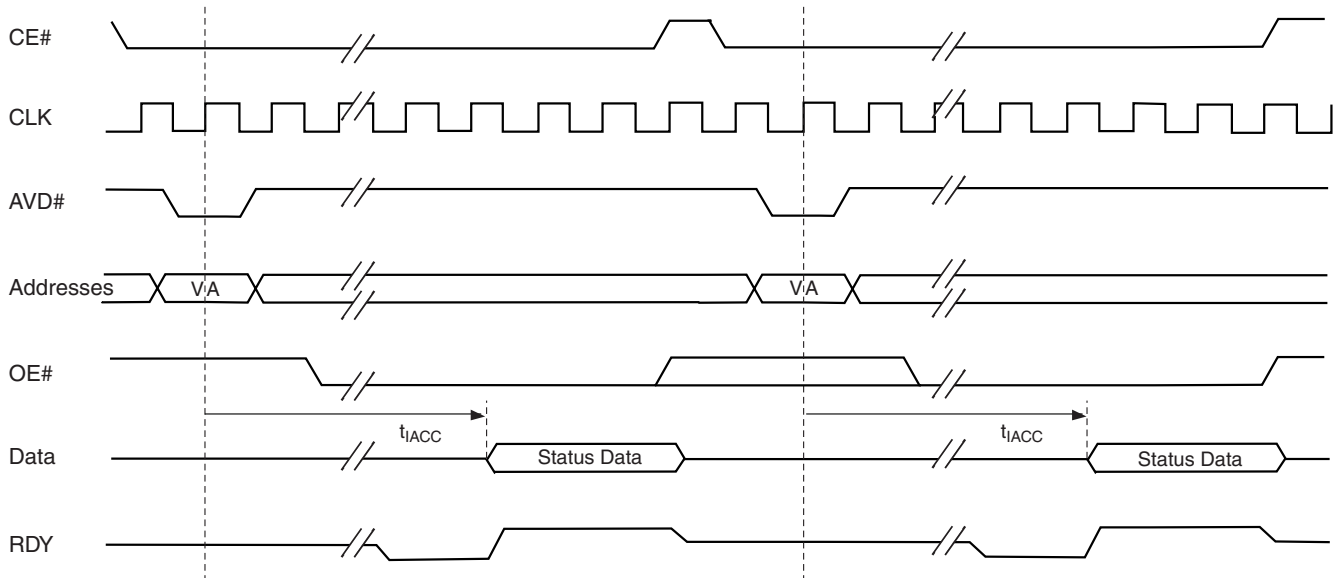 CE#
CLK
AVD#
Addresses
VA
VA
OE#
tIACC
tIACC
Data
Status Data
Status Data
RDY